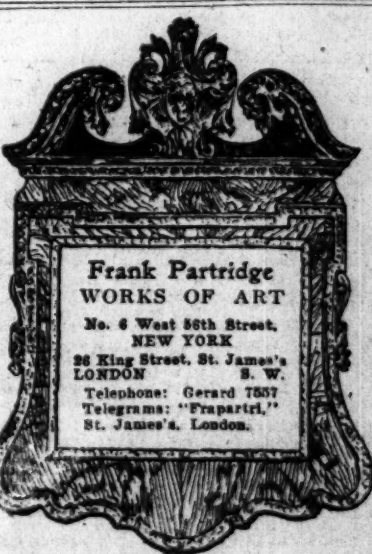 Frank Partridge
WORKS OF ART
No. 6 West 56th Street,
NEW YORK
26 King Street, St. James's
LONDON S. W.
Telephone: Gerard 7557
Telegrams: "Frapartri,"
St. James's, London.